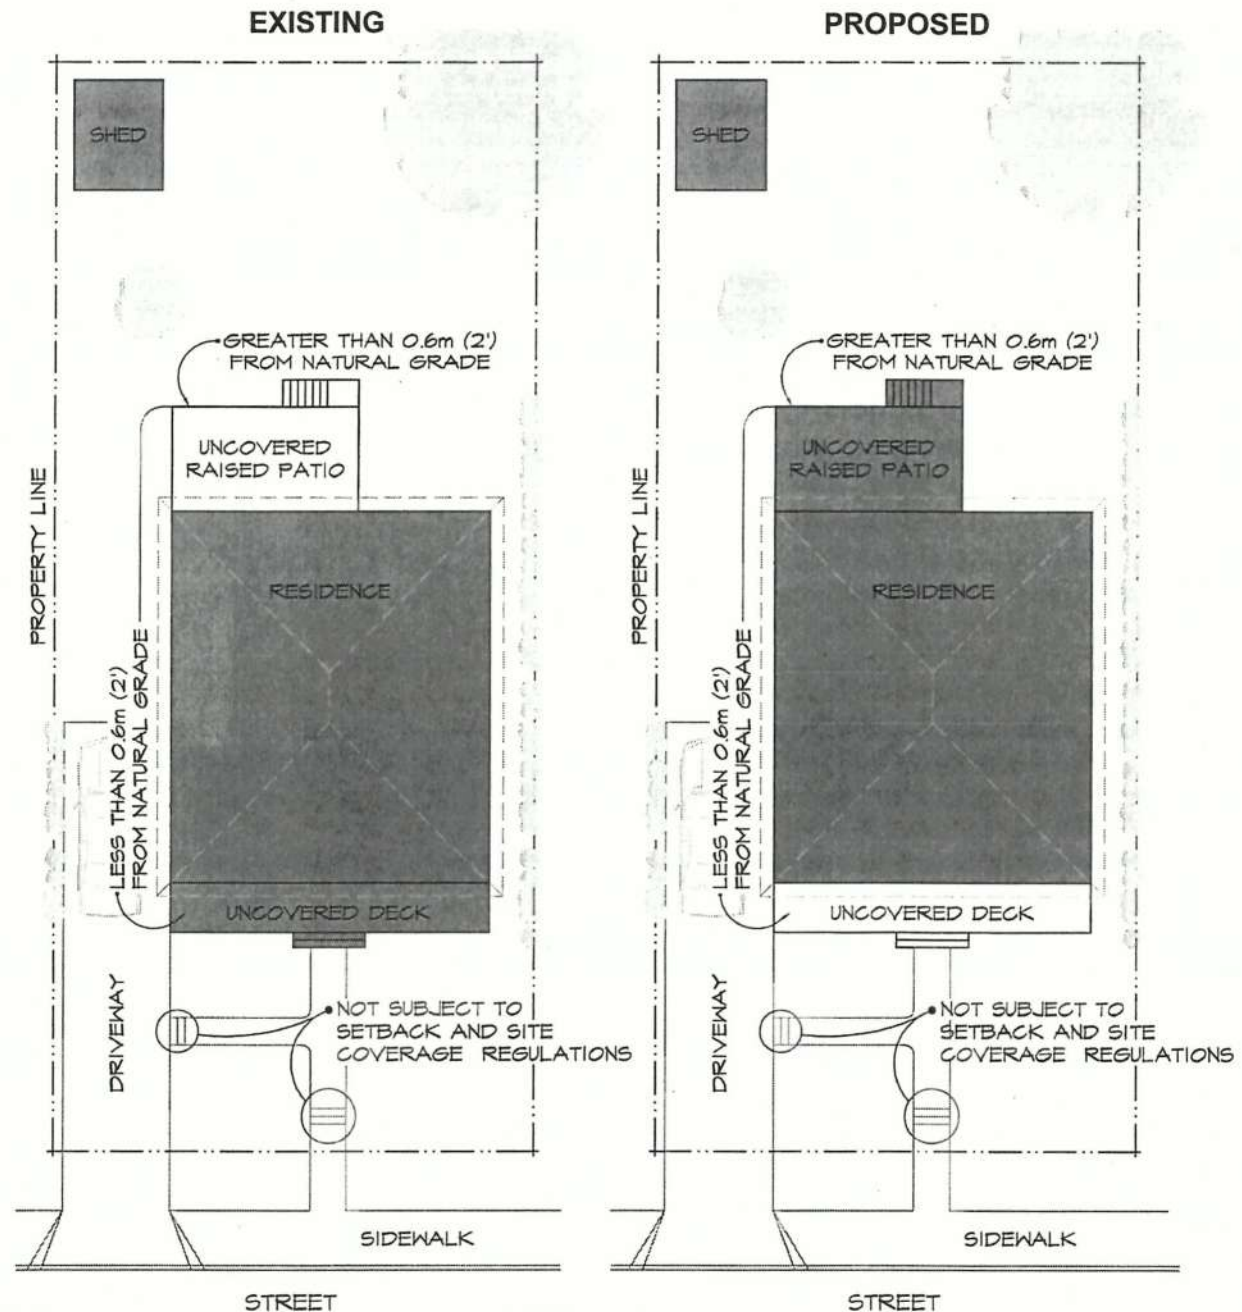 EXISTING
SHED
GREATER THAN 0.6m (2')
FROM NATURAL GRADE
UNCOVERED
RAISED PATIO
PROPERTY LINE
RESIDENCE
LESS THAN 0.6m (2')
FROM NATURAL GRADE
UNCOVERED DECK
DRIVEWAY
NOT SUBJECT TO
SETBACK AND SITE
COVERAGE REGULATIONS
SIDEWALK
STREET
PROPOSED
SHED
GREATER THAN 0.6m (2')
FROM NATURAL GRADE
UNCOVERED
RAISED PATIO
PROPERTY LINE
RESIDENCE
LESS THAN 0.6m (2')
FROM NATURAL GRADE
UNCOVERED DECK
DRIVEWAY
NOT SUBJECT TO
SETBACK AND SITE
COVERAGE REGULATIONS
SIDEWALK
STREET